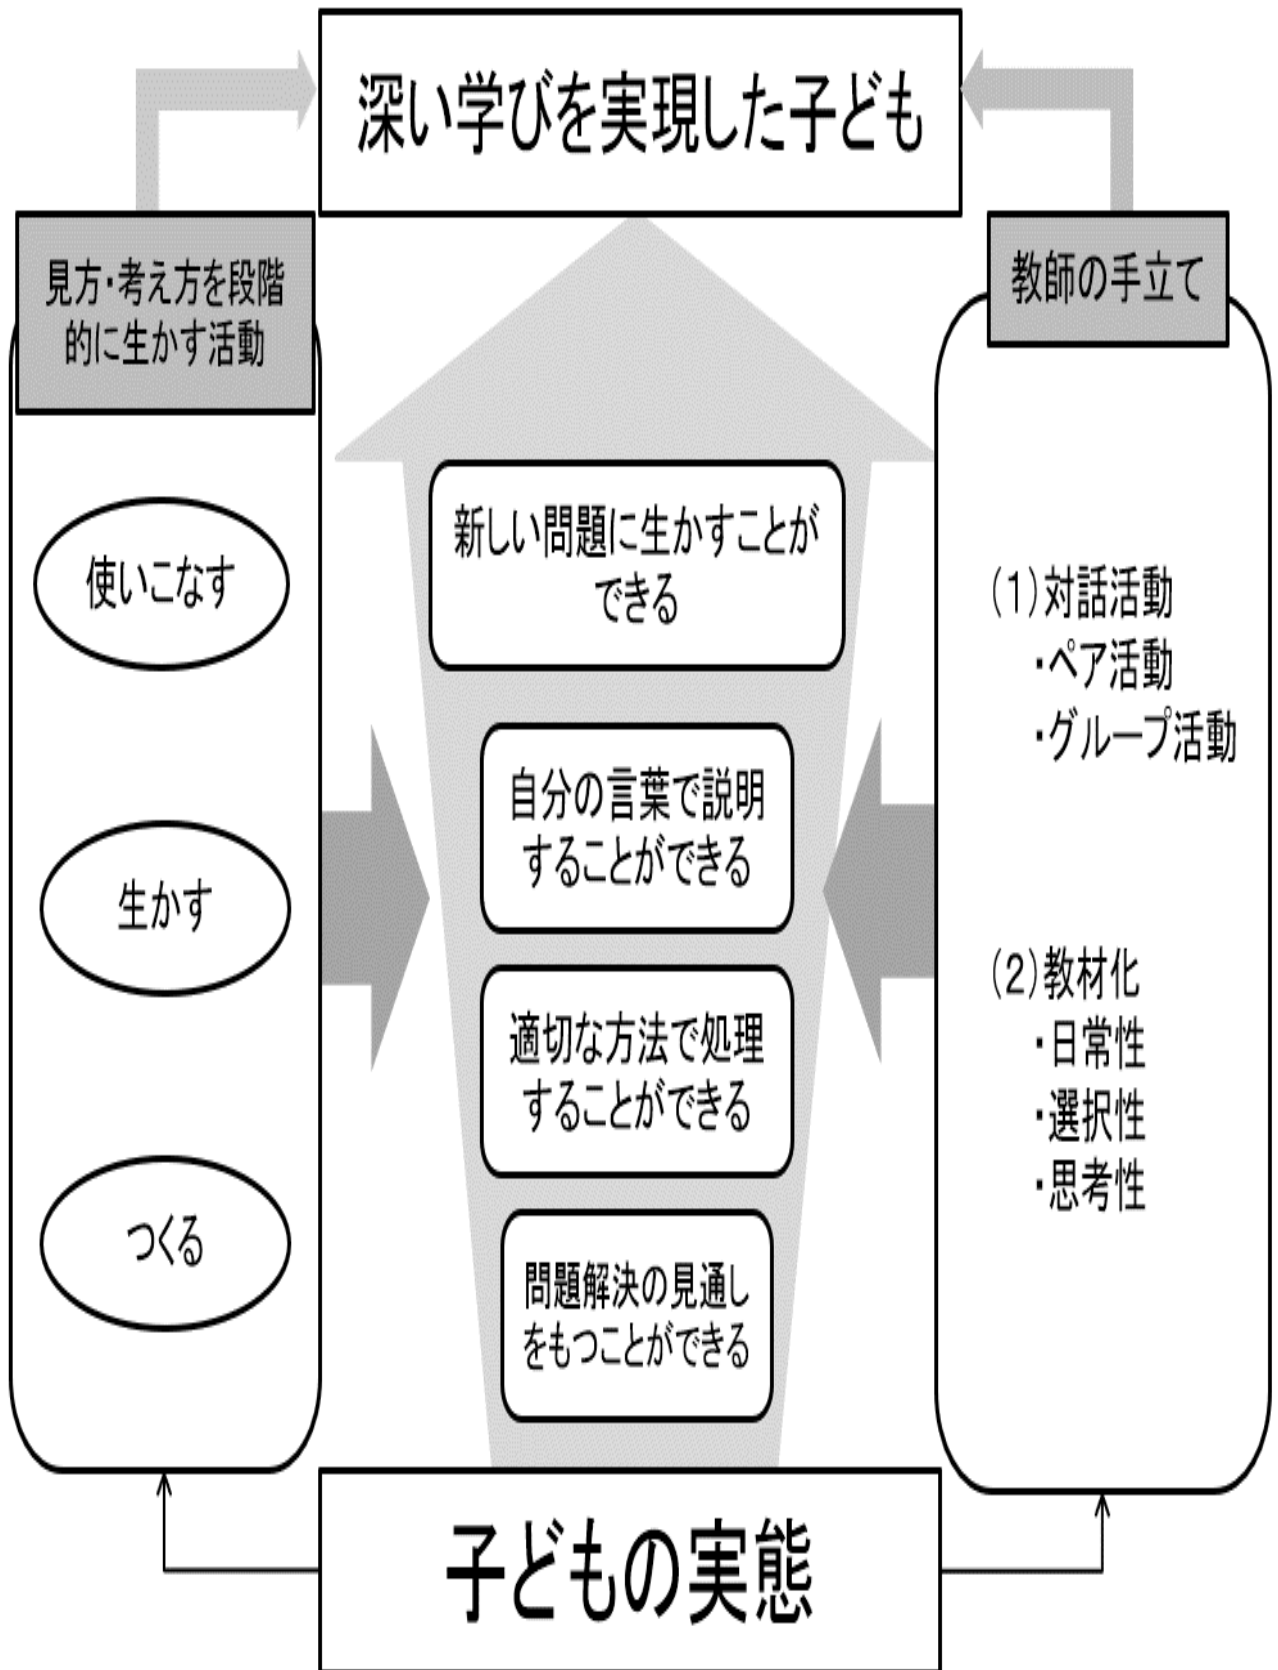 深い学びを実現した子ども
見方・考え方を段階
的に生かす活動
使いこなす
生かす
つくる
新しい問題に生かすことが
できる
自分の言葉で説明
することができる
適切な方法で処理
することができる
問題解決の見通し
をもつことができる
教師の手立て
(1)対話活動
・ペア活動
・グループ活動
(2)教材化
・日常性
・選択性
・思考性
子どもの実態